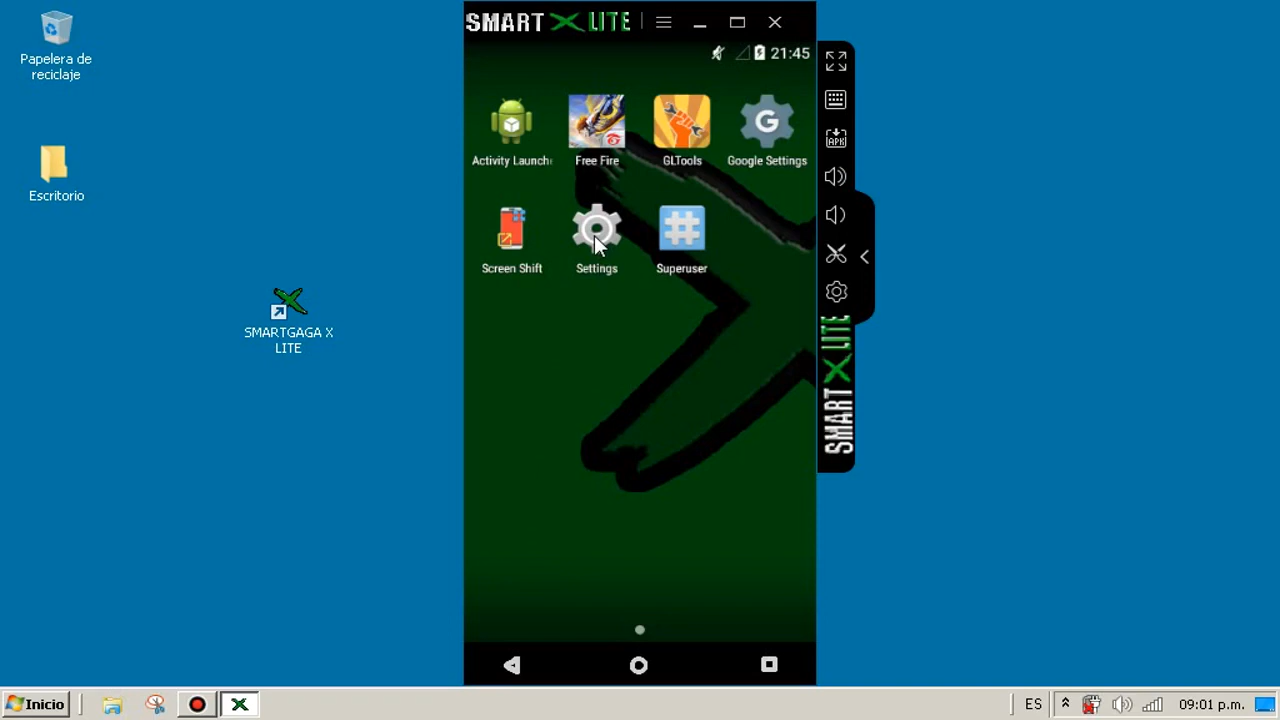 Papelera de
reciclaje
Escritorio
SMARTGAGA X
LITE
SMART X LITE
21:45
Activity Launch
Free Fire
GLTools
G
Google Settings
Screen Shift
Settings
Superuser
APK
SMART X LITE
Inicio
ES
09:01 p.m.